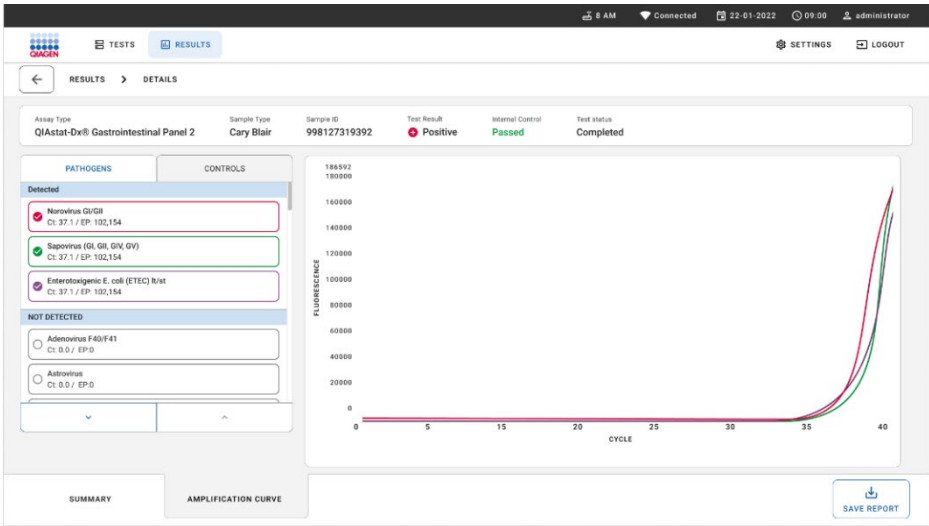 8 AM Connected 22-01-2022 09:00 administrator
QIAGEN TESTS RESULTS SETTINGS LOGOUT
RESULTS > DETAILS
Assay Type Sample Type Sample ID Test Result Internal Control Test status
QIAstat-Dx® Gastrointestinal Panel 2 Cary Blair 998127319392 Positive Passed Completed
PATHOGENS CONTROLS
Detected
Norovirus GI/GII
Ct: 37.1 / EP: 102,154
Sapovirus (GI, GII, GIV, GV)
Ct: 37.1 / EP: 102,154
Enterotoxigenic E. coli (ETEC) lt/st
Ct: 37.1 / EP: 102,154
NOT DETECTED
Adenovirus F40/F41
Ct: 0.0 / EP:0
Astrovirus
Ct: 0.0 / EP:0
FLUORESCENCE
186592
180000
160000
140000
120000
100000
80000
60000
40000
20000
0
0 5 15 20 25 30 35 40
CYCLE
SUMMARY AMPLIFICATION CURVE
SAVE REPORT